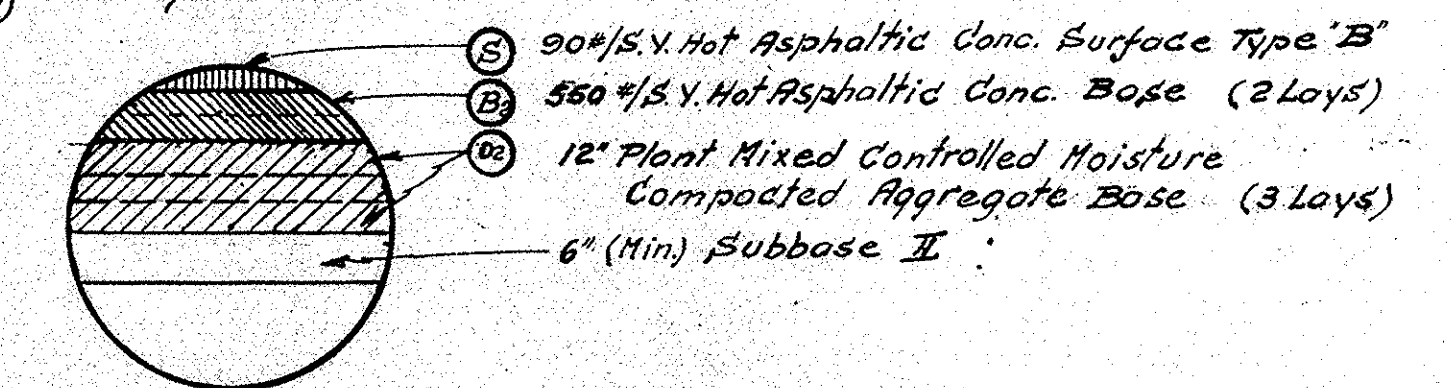 S 90#/S.Y. Hot Asphaltic Conc. Surface Type "B"
B3 550 #/S.Y. Hot Asphaltic Conc. Base (2 Lays)
D2 12" Plant Mixed Controlled Moisture
Compacted Aggregate Base (3 Lays)
6" (Min.) Subbase II